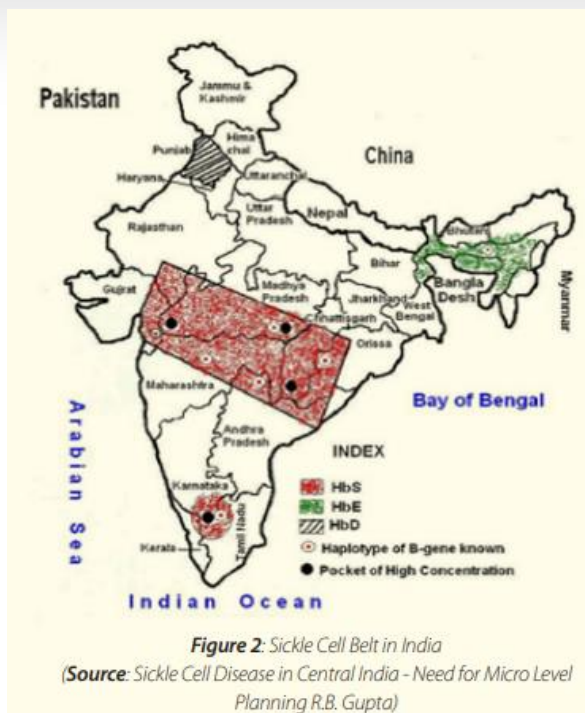 Jammu &
Kashmir
Pakistan
Hima
chal
Punjab
China
Haryana
Uttaranchal
Uttar
Pradesh
Nepal
Rajasthan
Bhutan
Bihar
Gujrat
Madhya
Pradesh
Bangla
Desh
Jharkhand
West
Bengal
Myanmar
Chhattisgarh
Orissa
Maharashtra
Bay of Bengal
Arabian Sea
Andhra
Pradesh
INDEX
Karnataka
HbS
HbE
HbD
Tamil Nadu
Haplotype of B-gene known
Kerala
Pocket of High Concentration
Indian Ocean
Figure 2: Sickle Cell Belt in India
(Source: Sickle Cell Disease in Central India - Need for Micro Level
Planning R.B. Gupta)